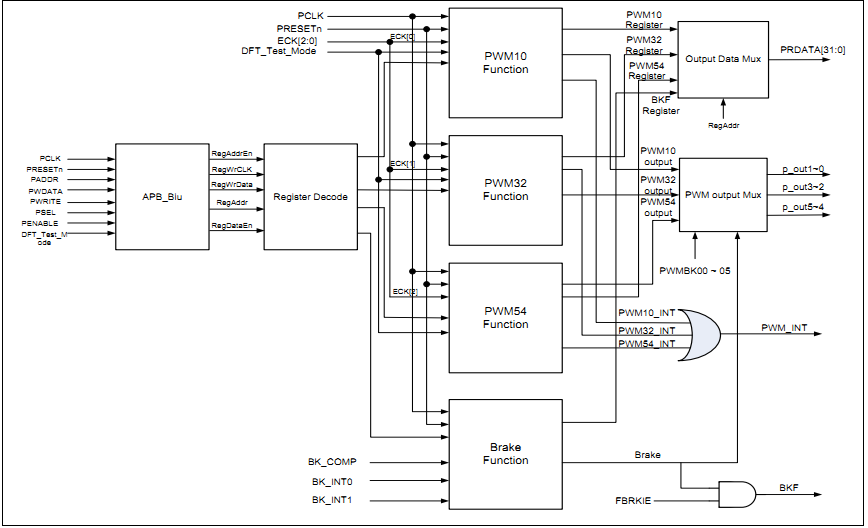 PCLK
PRESETn
ECK[2:0]
DFT_Test_Mode
ECK[0]
PWM10
Function
PWM10
Register
PWM32
Register
PWM54
Register
BKF
Register
Output Data Mux
PRDATA[31:0]
RegAddr
PCLK
PRESETn
PADDR
PWDATA
PWRITE
PSEL
PENABLE
DFT_Test_M
ode
APB_Blu
RegAddrEn
RegWrCLK
RegWrData
RegAddr
RegDataEn
Register Decode
ECK[1]
PWM32
Function
PWM10
output
PWM32
output
PWM54
output
PWM output Mux
p_out1~0
p_out3~2
p_out5~4
PWMBK00 ~ 05
ECK[2]
PWM54
Function
PWM10_INT
PWM32_INT
PWM54_INT
PWM_INT
BK_COMP
BK_INT0
BK_INT1
Brake
Function
Brake
FBRKIE
BKF